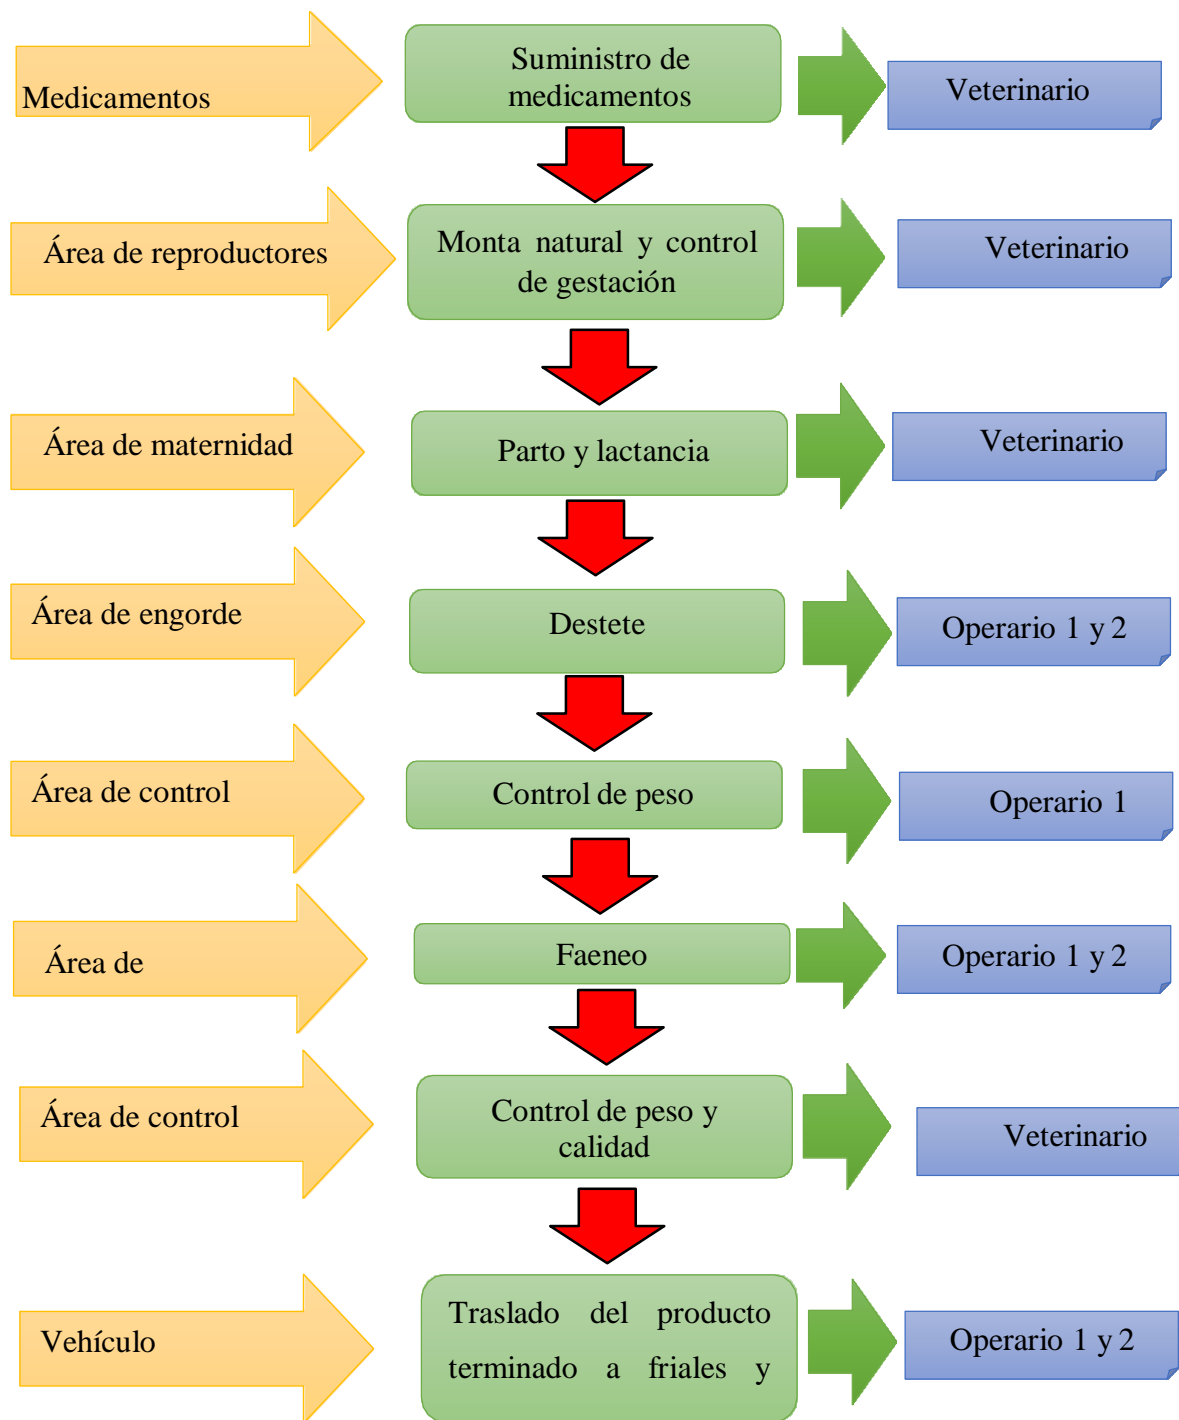 Medicamentos
Suministro de
medicamentos
Veterinario
Área de reproductores
Monta natural y control
de gestación
Veterinario
Área de maternidad
Parto y lactancia
Veterinario
Área de engorde
Destete
Operario 1 y 2
Área de control
Control de peso
Operario 1
Área de
Faeneo
Operario 1 y 2
Área de control
Control de peso y
calidad
Veterinario
Vehículo
Traslado del producto
terminado a friales y
Operario 1 y 2